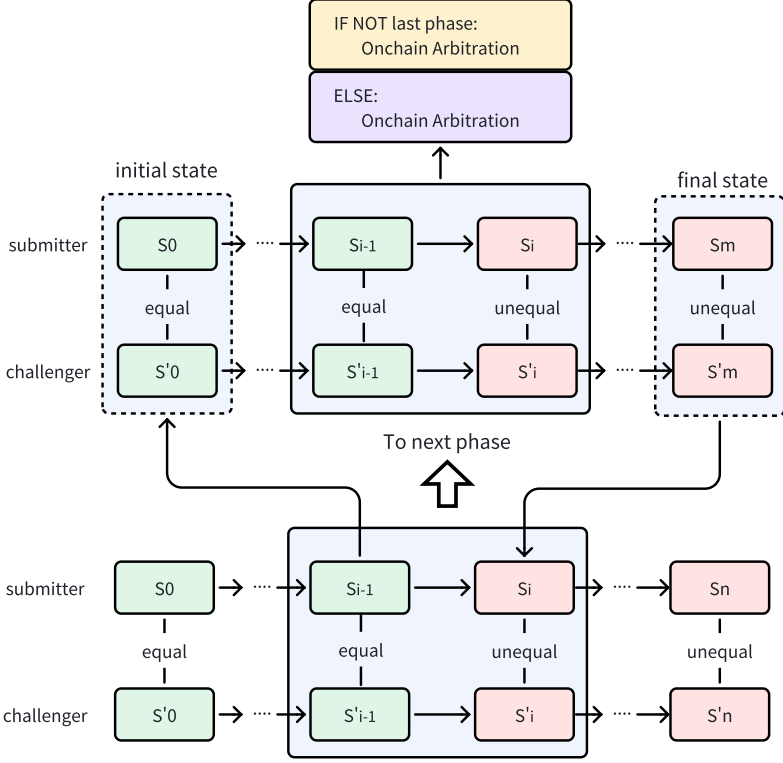 IF NOT last phase:
Onchain Arbitration
ELSE:
Onchain Arbitration
initial state
final state
submitter S0 .... Si-1 Si .... Sm
equal equal unequal unequal
challenger S'0 .... S'i-1 S'i .... S'm
To next phase
submitter S0 .... Si-1 Si .... Sn
equal equal unequal unequal
challenger S'0 .... S'i-1 S'i .... S'n